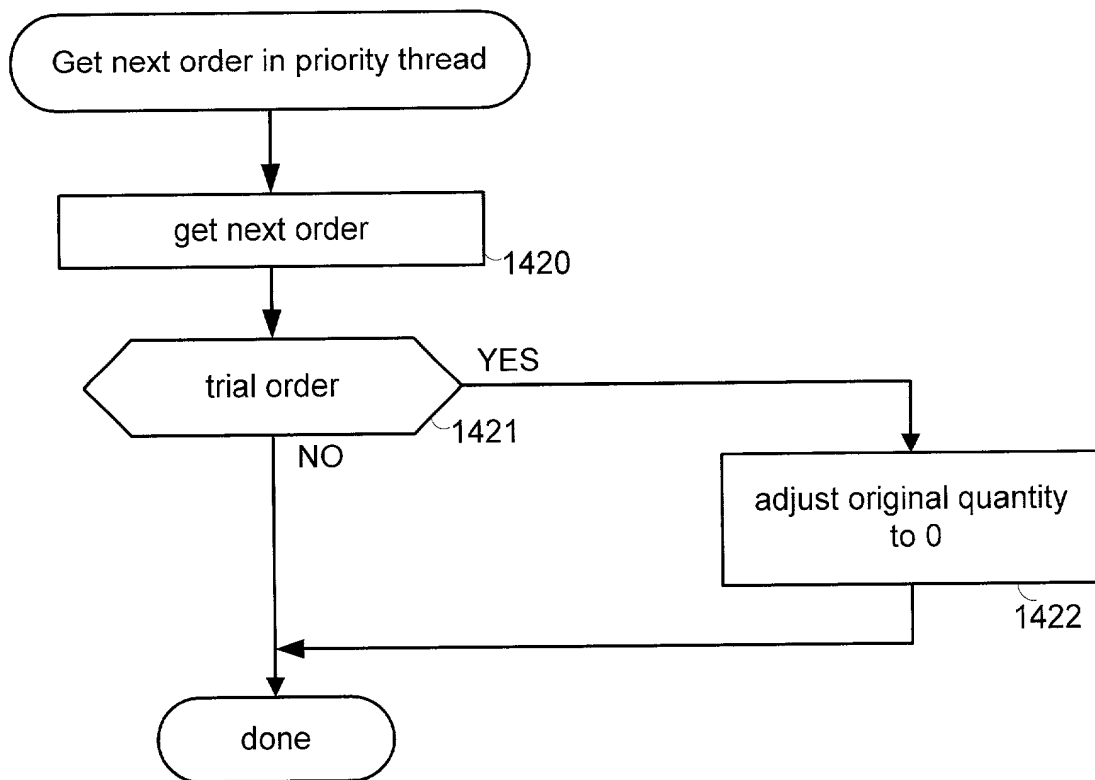 Get next order in priority thread
get next order
1420
trial order
YES
1421
NO
adjust original quantity
to 0
1422
done